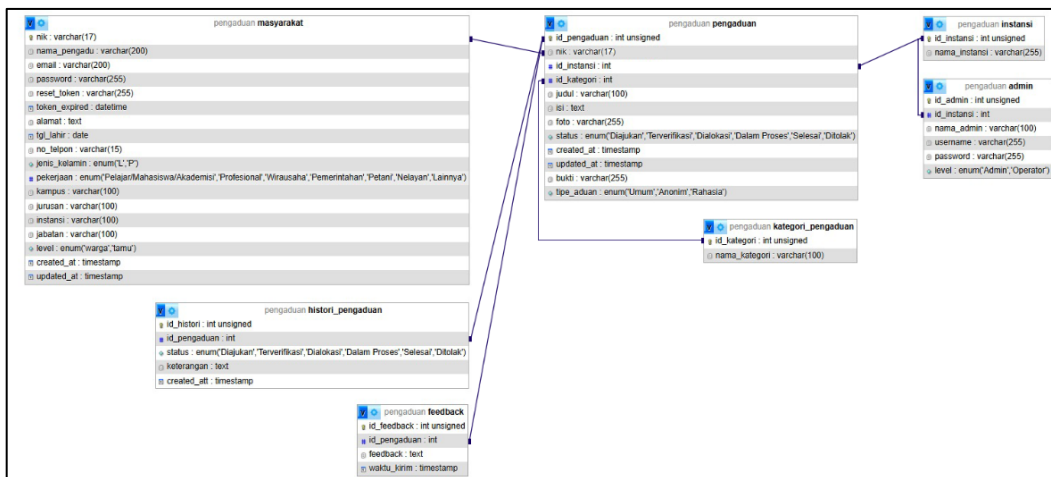 pengaduan masyarakat
nik : varchar(17)
nama_pengadu : varchar(200)
email : varchar(200)
password : varchar(255)
reset_token : varchar(255)
token_expired : datetime
alamat : text
tgl_lahir : date
no_telpon : varchar(15)
jenis_kelamin : enum('L','P')
pekerjaan : enum('Pelajar/Mahasiswa/Akademisi','Profesional','Wirausaha','Pemerintahan','Petani','Nelayan','Lainnya')
kampus : varchar(100)
jurusan : varchar(100)
instansi : varchar(100)
jabatan : varchar(100)
level : enum('warga','tamu')
created_at : timestamp
updated_at : timestamp
pengaduan pengaduan
id_pengaduan : int unsigned
nik : varchar(17)
id_instansi : int
id_kategori : int
judul : varchar(100)
isi : text
foto : varchar(255)
status : enum('Diajukan','Terverifikasi','Dialokasi','Dalam Proses','Selesai','Ditolak')
created_at : timestamp
updated_at : timestamp
bukti : varchar(255)
tipe_aduan : enum('Umum','Anonim','Rahasia')
pengaduan instansi
id_instansi : int unsigned
nama_instansi : varchar(255)
pengaduan admin
id_admin : int unsigned
id_instansi : int
nama_admin : varchar(100)
username : varchar(255)
password : varchar(255)
level : enum('Admin','Operator')
pengaduan kategori_pengaduan
id_kategori : int unsigned
nama_kategori : varchar(100)
pengaduan histori_pengaduan
id_histori : int unsigned
id_pengaduan : int
status : enum('Diajukan','Terverifikasi','Dialokasi','Dalam Proses','Selesai','Ditolak')
keterangan : text
created_att : timestamp
pengaduan feedback
id_feedback : int unsigned
id_pengaduan : int
feedback : text
waktu_kirim : timestamp